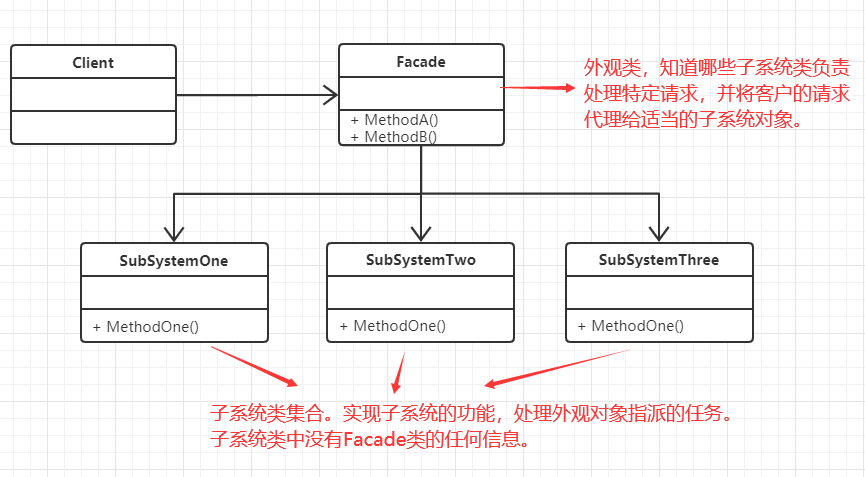 Client
Facade
+ MethodA()
+ MethodB()
外观类，知道哪些子系统类负责
处理特定请求，并将客户的请求
代理给适当的子系统对象。
SubSystemOne
+ MethodOne()
SubSystemTwo
+ MethodOne()
SubSystemThree
+ MethodOne()
子系统类集合。实现子系统的功能，处理外观对象指派的任务。
子系统类中没有Facade类的任何信息。